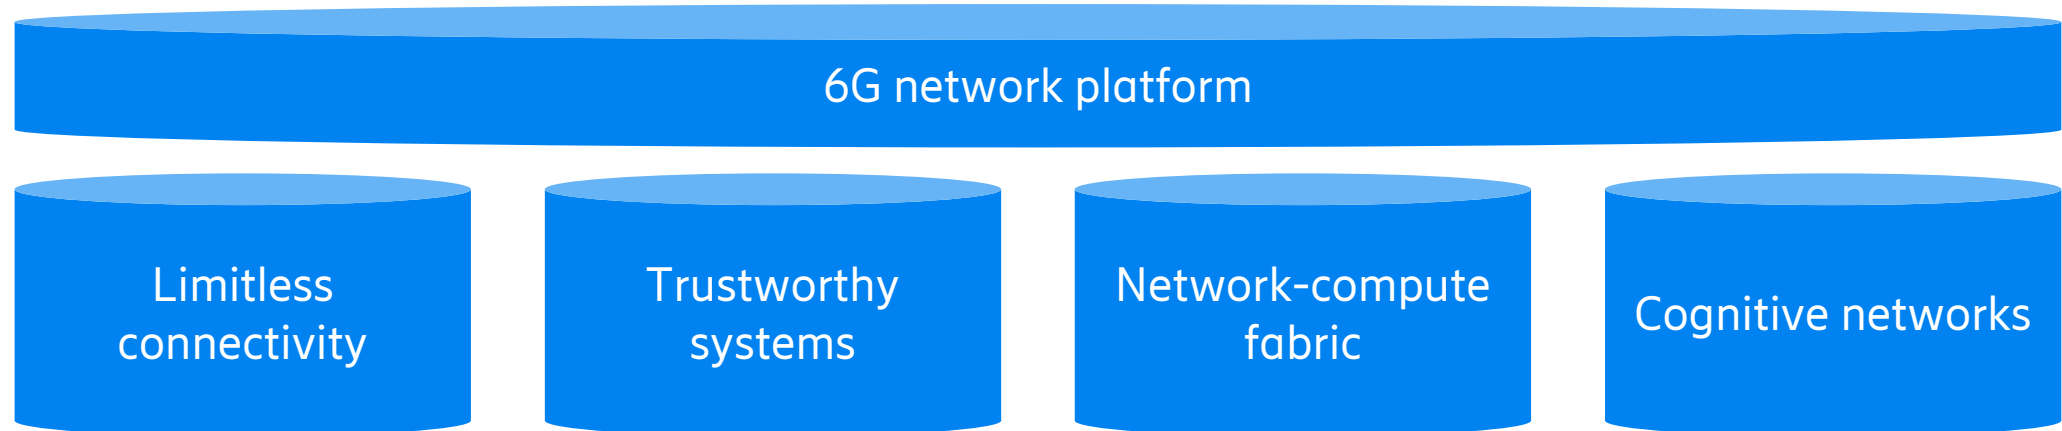 6G network platform
Limitless
connectivity
Trustworthy
systems
Network-compute
fabric
Cognitive networks